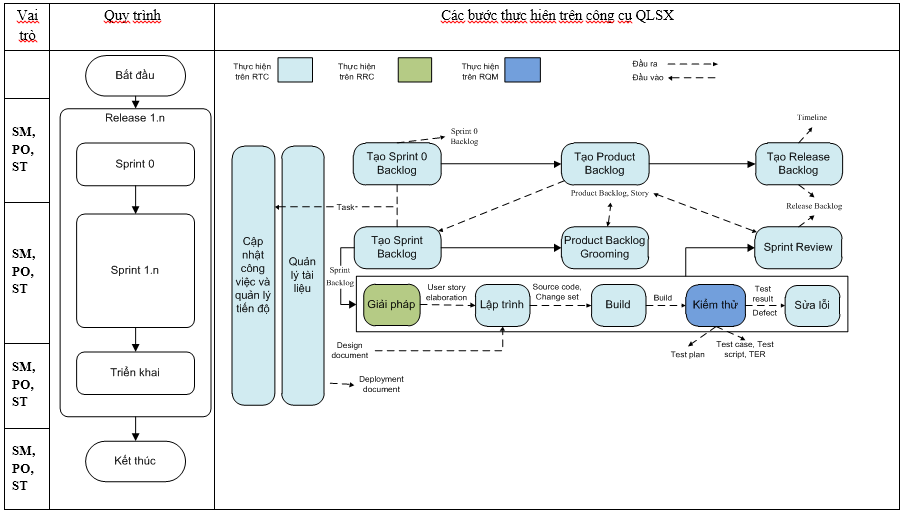 Vai
trò
Quy trình
Các bước thực hiện trên công cụ QLSX
Bắt đầu
Thực hiện
trên RTC
Thực hiện
trên RRC
Thực hiện
trên RQM
Đầu ra
Đầu vào
SM,
PO,
ST
Release 1.n
Sprint 0
Tạo Sprint 0
Backlog
Sprint 0
Backlog
Tạo Product
Backlog
Timeline
Tạo Release
Backlog
Product Backlog, Story
Release Backlog
Task
SM,
PO,
ST
Sprint 1.n
Cập
nhật
công
việc và
quản lý
tiến độ
Quản
lý tài
liệu
Tạo Sprint
Backlog
Product Backlog
Grooming
Sprint Review
Sprint
Backlog
Giải pháp
User story
elaboration
Lập trình
Source code,
Change set
Build
Build
Kiểm thử
Test
result
Defect
Sửa lỗi
Design
document
Test plan
Test case, Test
script, TER
SM,
PO,
ST
Triển khai
Deployment
document
SM,
PO,
ST
Kết thúc